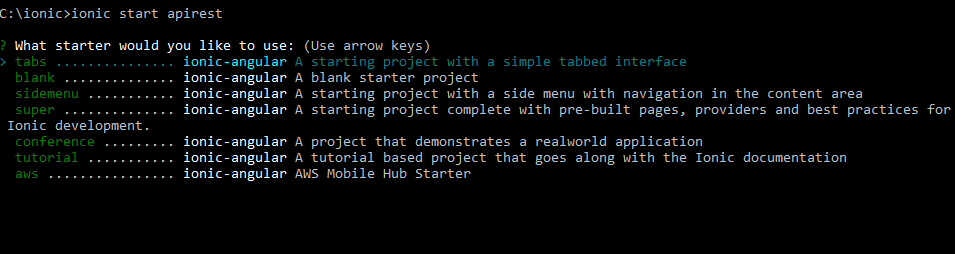 C:\ionic>ionic start apirest
? What starter would you like to use: (Use arrow keys)
> tabs ............... ionic-angular A starting project with a simple tabbed interface
  blank .............. ionic-angular A blank starter project
  sidemenu ........... ionic-angular A starting project with a side menu with navigation in the content area
  super .............. ionic-angular A starting project complete with pre-built pages, providers and best practices for
 Ionic development.
  conference ......... ionic-angular A project that demonstrates a realworld application
  tutorial ........... ionic-angular A tutorial based project that goes along with the Ionic documentation
  aws ................ ionic-angular AWS Mobile Hub Starter